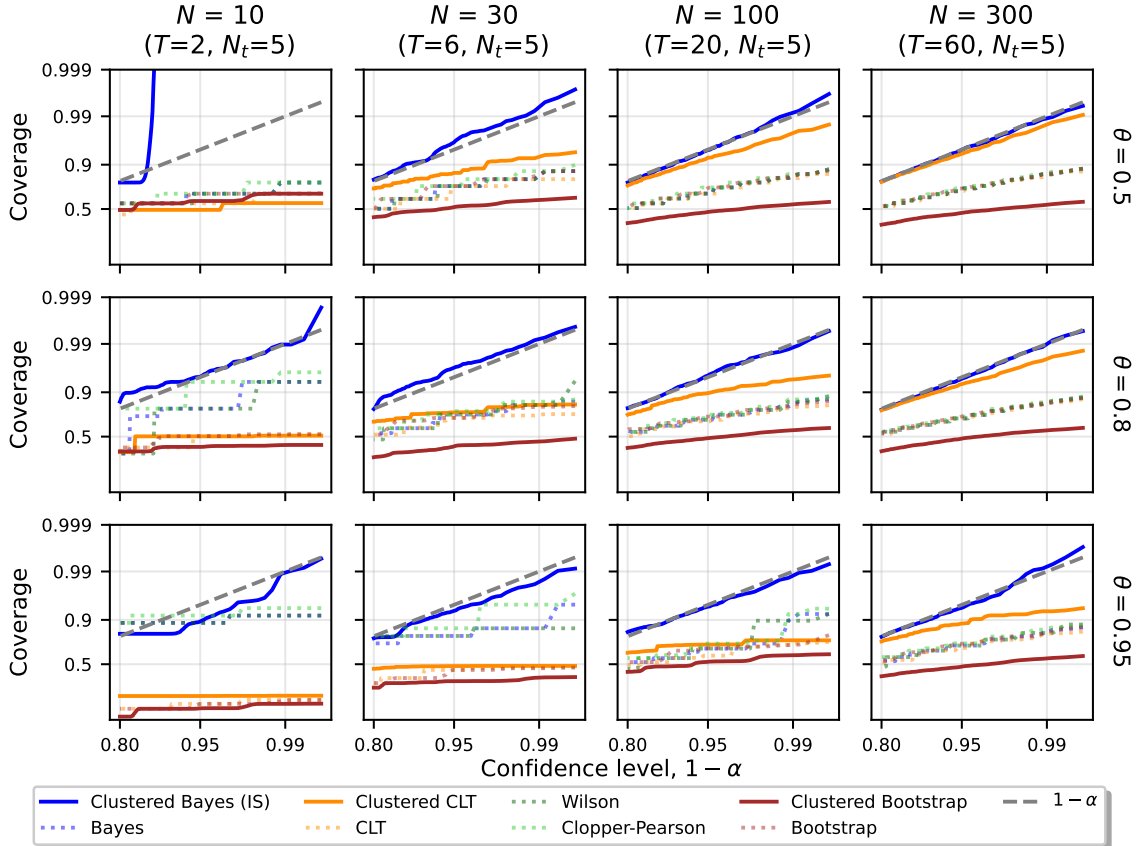 N = 10
(T=2, Nₜ=5)
N = 30
(T=6, Nₜ=5)
N = 100
(T=20, Nₜ=5)
N = 300
(T=60, Nₜ=5)
0.999
0.99
0.9
0.5
Coverage
θ = 0.5
0.999
0.99
0.9
0.5
Coverage
θ = 0.8
0.999
0.99
0.9
0.5
Coverage
θ = 0.95
0.80 0.95 0.99
0.80 0.95 0.99
0.80 0.95 0.99
0.80 0.95 0.99
Confidence level, 1 − α
Clustered Bayes (IS)
Bayes
Clustered CLT
CLT
Wilson
Clopper-Pearson
Clustered Bootstrap
Bootstrap
1 − α